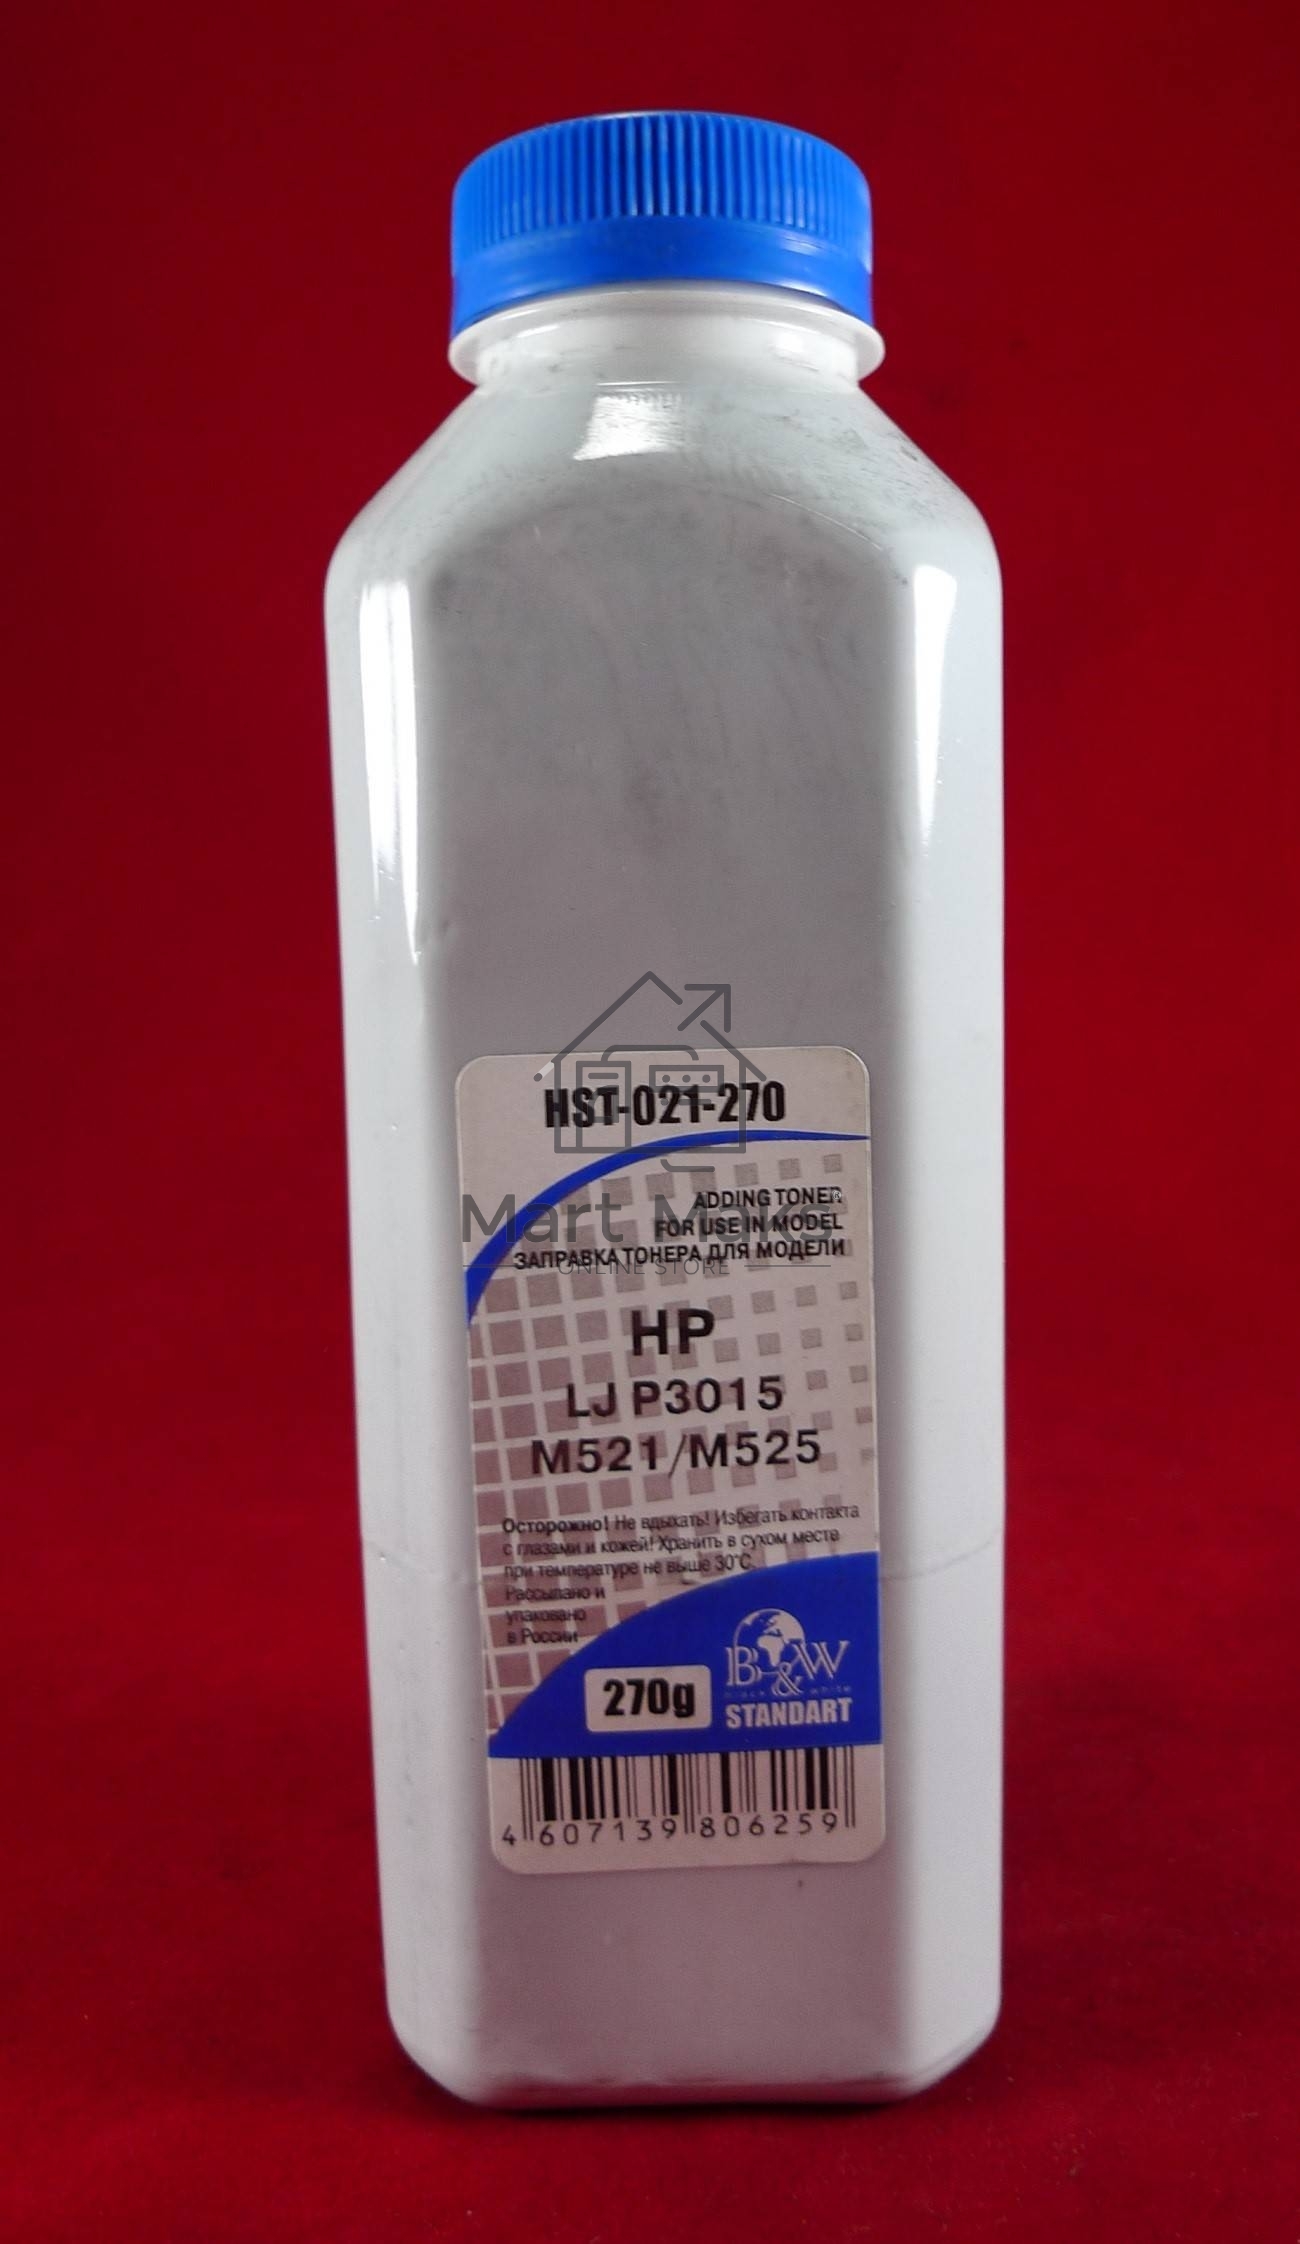 HST-021-270
ADDING TONER
FOR USE IN MODEL
ЗАПРАВКА ТОНЕРА ДЛЯ МОДЕЛИ
Mart Maks®
ONLINE STORE
HP
LJ P3015
M521/M525
Осторожно! Не вдыхать! Избегать контакта
с глазами и кожей! Хранить в сухом месте
при температуре не выше 30°С.
Рассыпано и
упаковано
в России
B&W
black & white
270g
STANDART
4 607139 806259